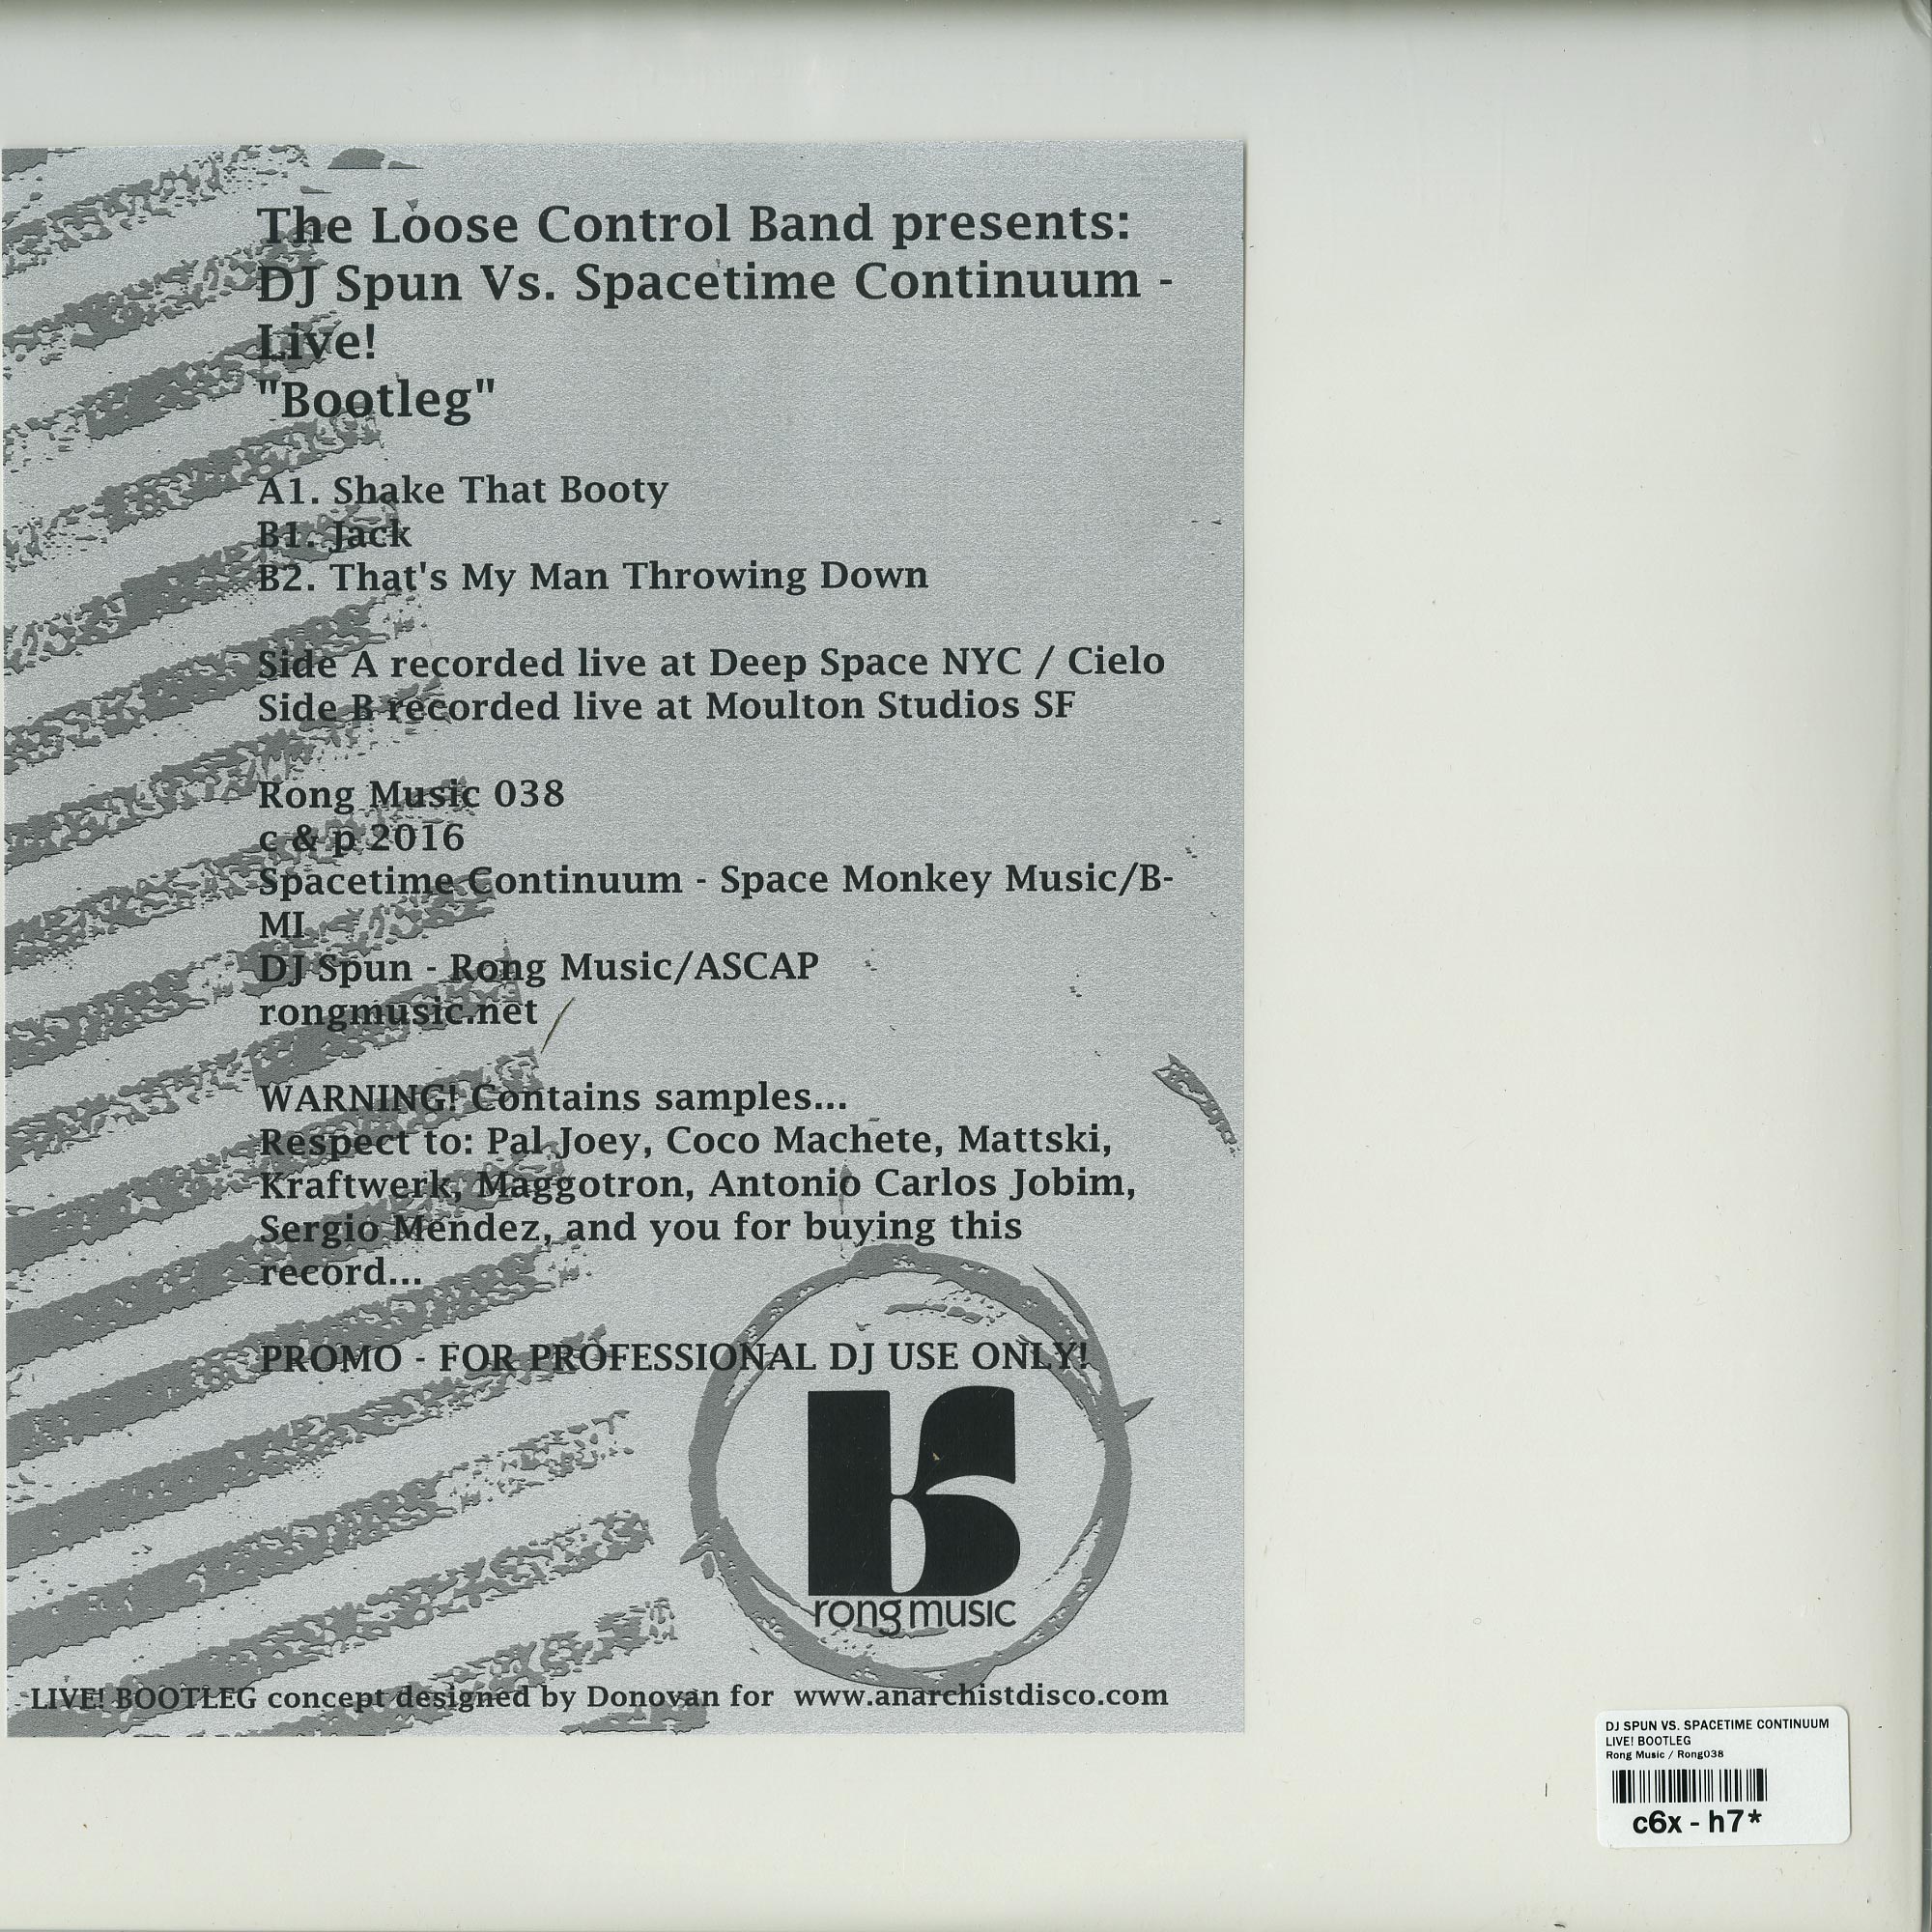 The Loose Control Band presents:
DJ Spun Vs. Spacetime Continuum -
Live!
"Bootleg"
A1. Shake That Booty
B1. Jack
B2. That's My Man Throwing Down
Side A recorded live at Deep Space NYC / Cielo
Side B recorded live at Moulton Studios SF
Rong Music 038
c & p 2016
Spacetime Continuum - Space Monkey Music/B-
MI
DJ Spun - Rong Music/ASCAP
rongmusic.net
WARNING! Contains samples...
Respect to: Pal Joey, Coco Machete, Mattski,
Kraftwerk, Maggotron, Antonio Carlos Jobim,
Sergio Mendez, and you for buying this
record...
PROMO - FOR PROFESSIONAL DJ USE ONLY!
rong music
LIVE! BOOTLEG concept designed by Donovan for www.anarchistdisco.com
DJ SPUN VS. SPACETIME CONTINUUM
LIVE! BOOTLEG
Rong Music / Rong038
c6x - h7*